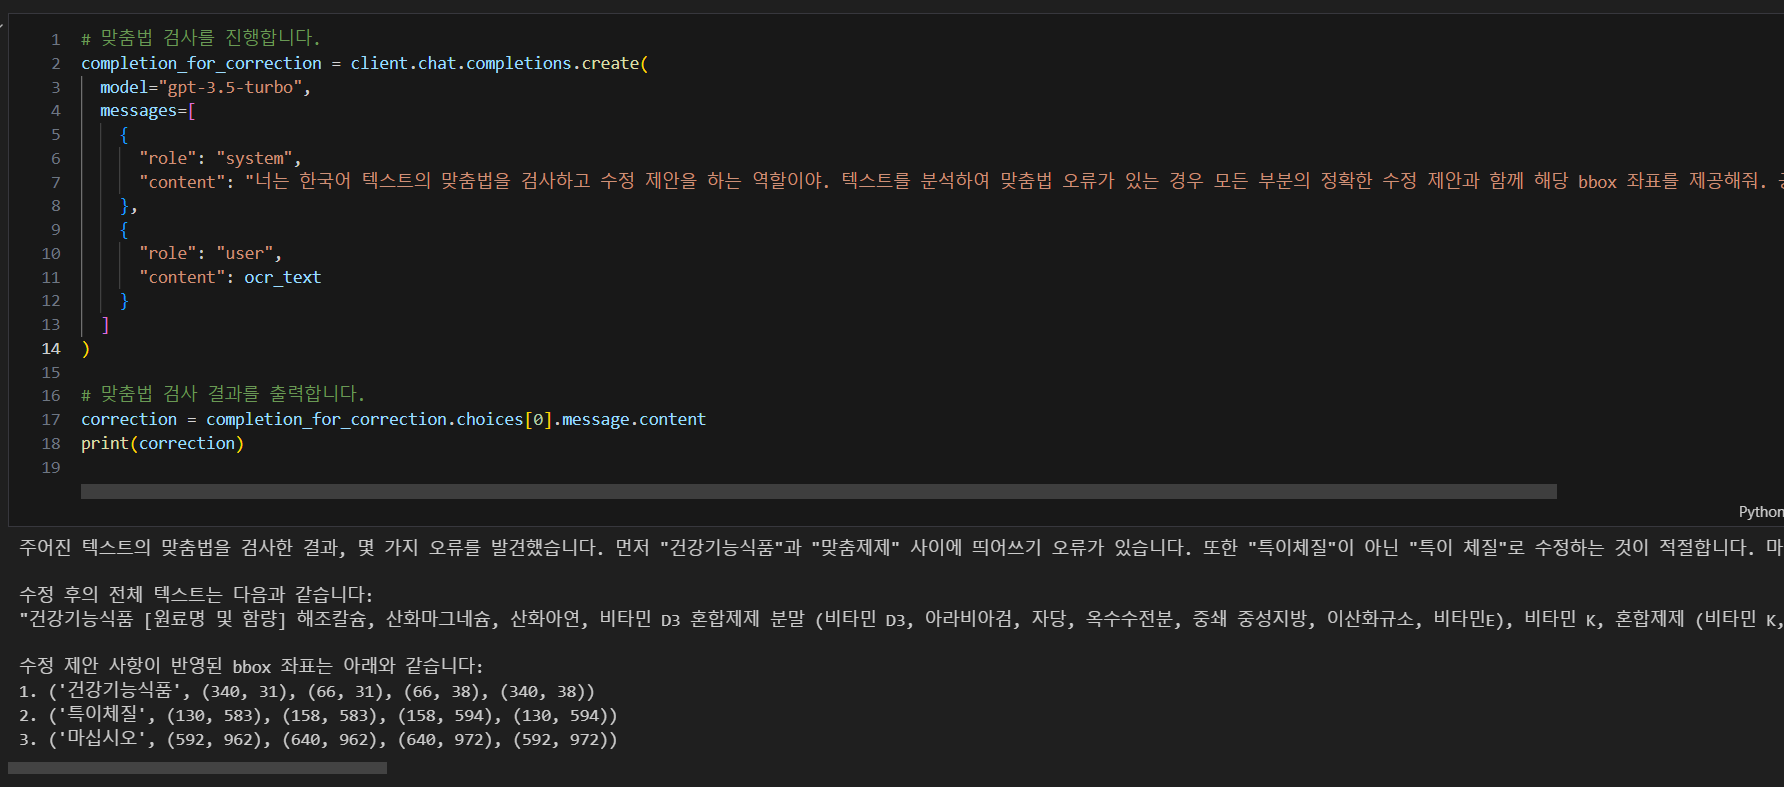 1 # 맞춤법 검사를 진행합니다.
2 completion_for_correction = client.chat.completions.create(
3 model="gpt-3.5-turbo",
4 messages=[
5 {
6 "role": "system",
7 "content": "너는 한국어 텍스트의 맞춤법을 검사하고 수정 제안을 하는 역할이야. 텍스트를 분석하여 맞춤법 오류가 있는 경우 모든 부분의 정확한 수정 제안과 함께 해당 bbox 좌표를 제공해줘.
8 },
9 {
10 "role": "user",
11 "content": ocr_text
12 }
13 ]
14 )
15
16 # 맞춤법 검사 결과를 출력합니다.
17 correction = completion_for_correction.choices[0].message.content
18 print(correction)
19
Python
주어진 텍스트의 맞춤법을 검사한 결과, 몇 가지 오류를 발견했습니다. 먼저 "건강기능식품"과 "맞춤제제" 사이에 띄어쓰기 오류가 있습니다. 또한 "특이체질"이 아닌 "특이 체질"로 수정하는 것이 적절합니다. 마
수정 후의 전체 텍스트는 다음과 같습니다:
"건강기능식품 [원료명 및 함량] 해조칼슘, 산화마그네슘, 산화아연, 비타민 D3 혼합제제 분말 (비타민 D3, 아라비아검, 자당, 옥수수전분, 중쇄 중성지방, 이산화규소, 비타민E), 비타민 K, 혼합제제 (비타민 K,
수정 제안 사항이 반영된 bbox 좌표는 아래와 같습니다:
1. ('건강기능식품', (340, 31), (66, 31), (66, 38), (340, 38))
2. ('특이체질', (130, 583), (158, 583), (158, 594), (130, 594))
3. ('마십시오', (592, 962), (640, 962), (640, 972), (592, 972))